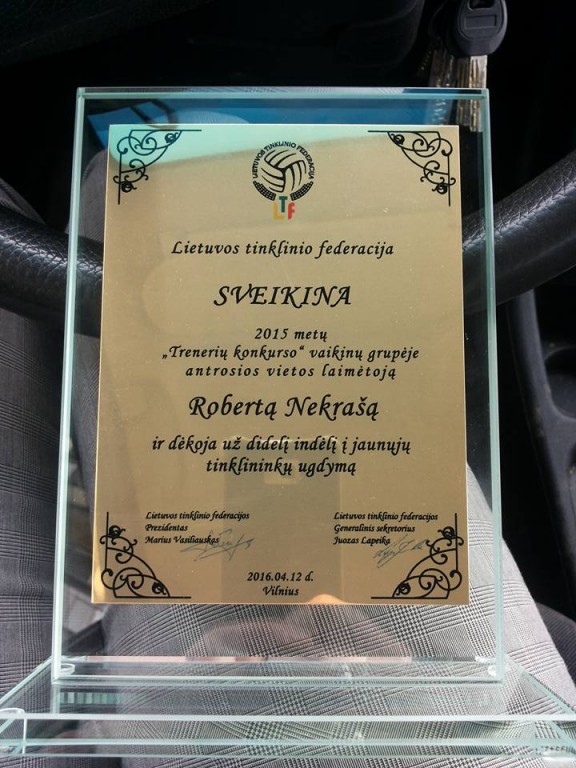 LIETUVOS TINKLINIO FEDERACIJA
LTF
Lietuvos tinklinio federacija
SVEIKINA
2015 metų
„Trenerių konkurso“ vaikinų grupėje
antrosios vietos laimėtoją
Robertą Nekrašą
ir dėkoja už didelį indėlį į jaunųjų
tinklininkų ugdymą
Lietuvos tinklinio federacijos
Prezidentas
Marius Vasiliauskas
Lietuvos tinklinio federacijos
Generalinis sekretorius
Juozas Lapeika
2016.04.12 d.
Vilnius